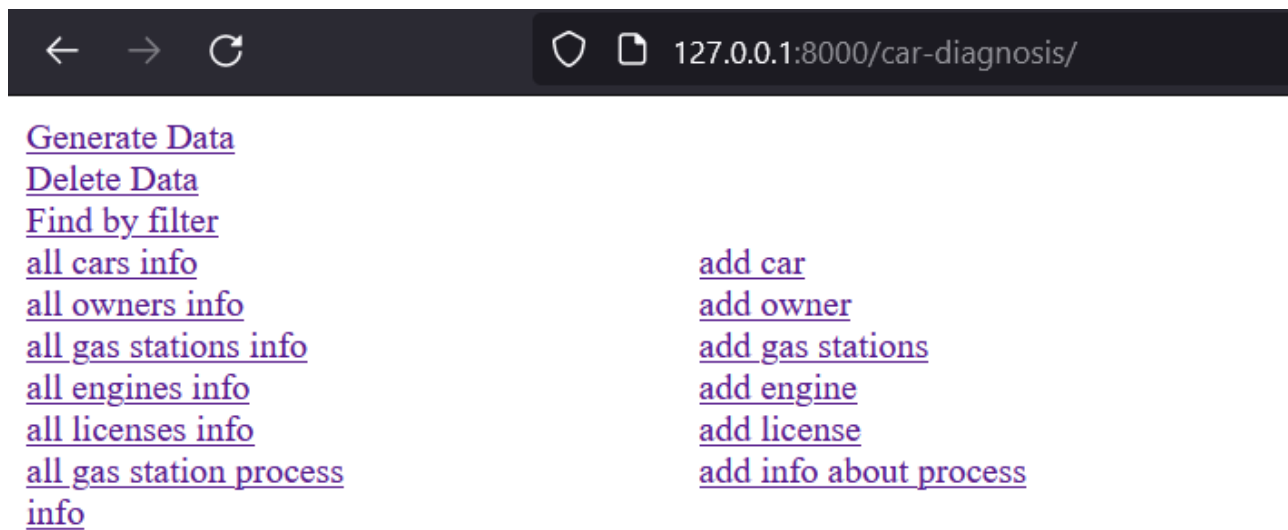 127.0.0.1:8000/car-diagnosis/
Generate Data
Delete Data
Find by filter
all cars info
add car
all owners info
add owner
all gas stations info
add gas stations
all engines info
add engine
all licenses info
add license
all gas station process
info
add info about process